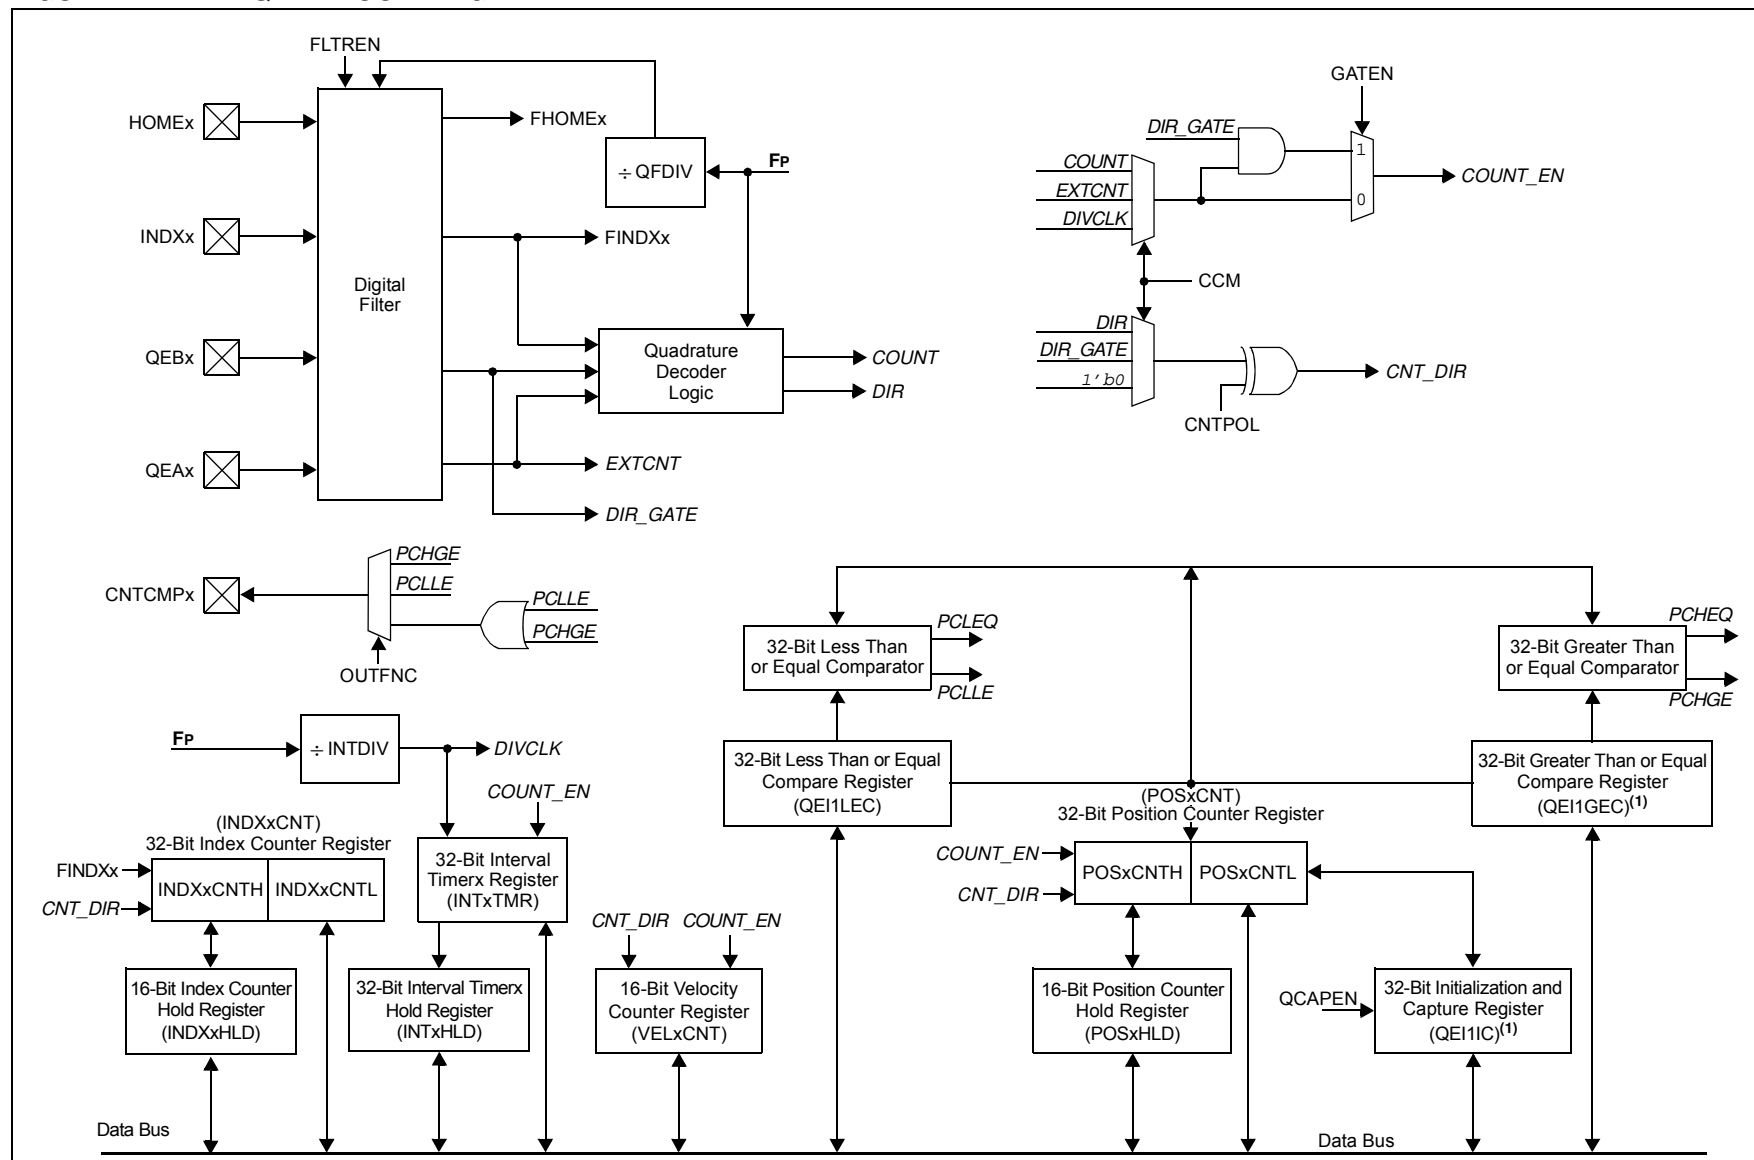 FLTREN
HOMEx
FHOMEx
÷ QFDIV
FP
INDXx
FINDXx
Digital
Filter
QEBx
Quadrature
Decoder
Logic
COUNT
DIR
QEAx
EXTCNT
DIR_GATE
GATEN
DIR_GATE
COUNT
EXTCNT
DIVCLK
1
0
COUNT_EN
CCM
DIR
DIR_GATE
1'b0
CNT_DIR
CNTPOL
CNTCMPx
PCHGE
PCLLE
PCLLE
PCHGE
OUTFNC
32-Bit Less Than
or Equal Comparator
PCLEQ
PCLLE
32-Bit Greater Than
or Equal Comparator
PCHEQ
PCHGE
FP
÷ INTDIV
DIVCLK
COUNT_EN
32-Bit Less Than or Equal
Compare Register
(QEI1LEC)
32-Bit Greater Than or Equal
Compare Register
(QEI1GEC)(1)
(INDXxCNT)
32-Bit Index Counter Register
FINDXx
CNT_DIR
INDXxCNTH
INDXxCNTL
32-Bit Interval
Timerx Register
(INTxTMR)
(POSxCNT)
32-Bit Position Counter Register
COUNT_EN
CNT_DIR
POSxCNTH
POSxCNTL
CNT_DIR
COUNT_EN
16-Bit Index Counter
Hold Register
(INDXxHLD)
32-Bit Interval Timerx
Hold Register
(INTxHLD)
16-Bit Velocity
Counter Register
(VELxCNT)
16-Bit Position Counter
Hold Register
(POSxHLD)
QCAPEN
32-Bit Initialization and
Capture Register
(QEI1IC)(1)
Data Bus
Data Bus